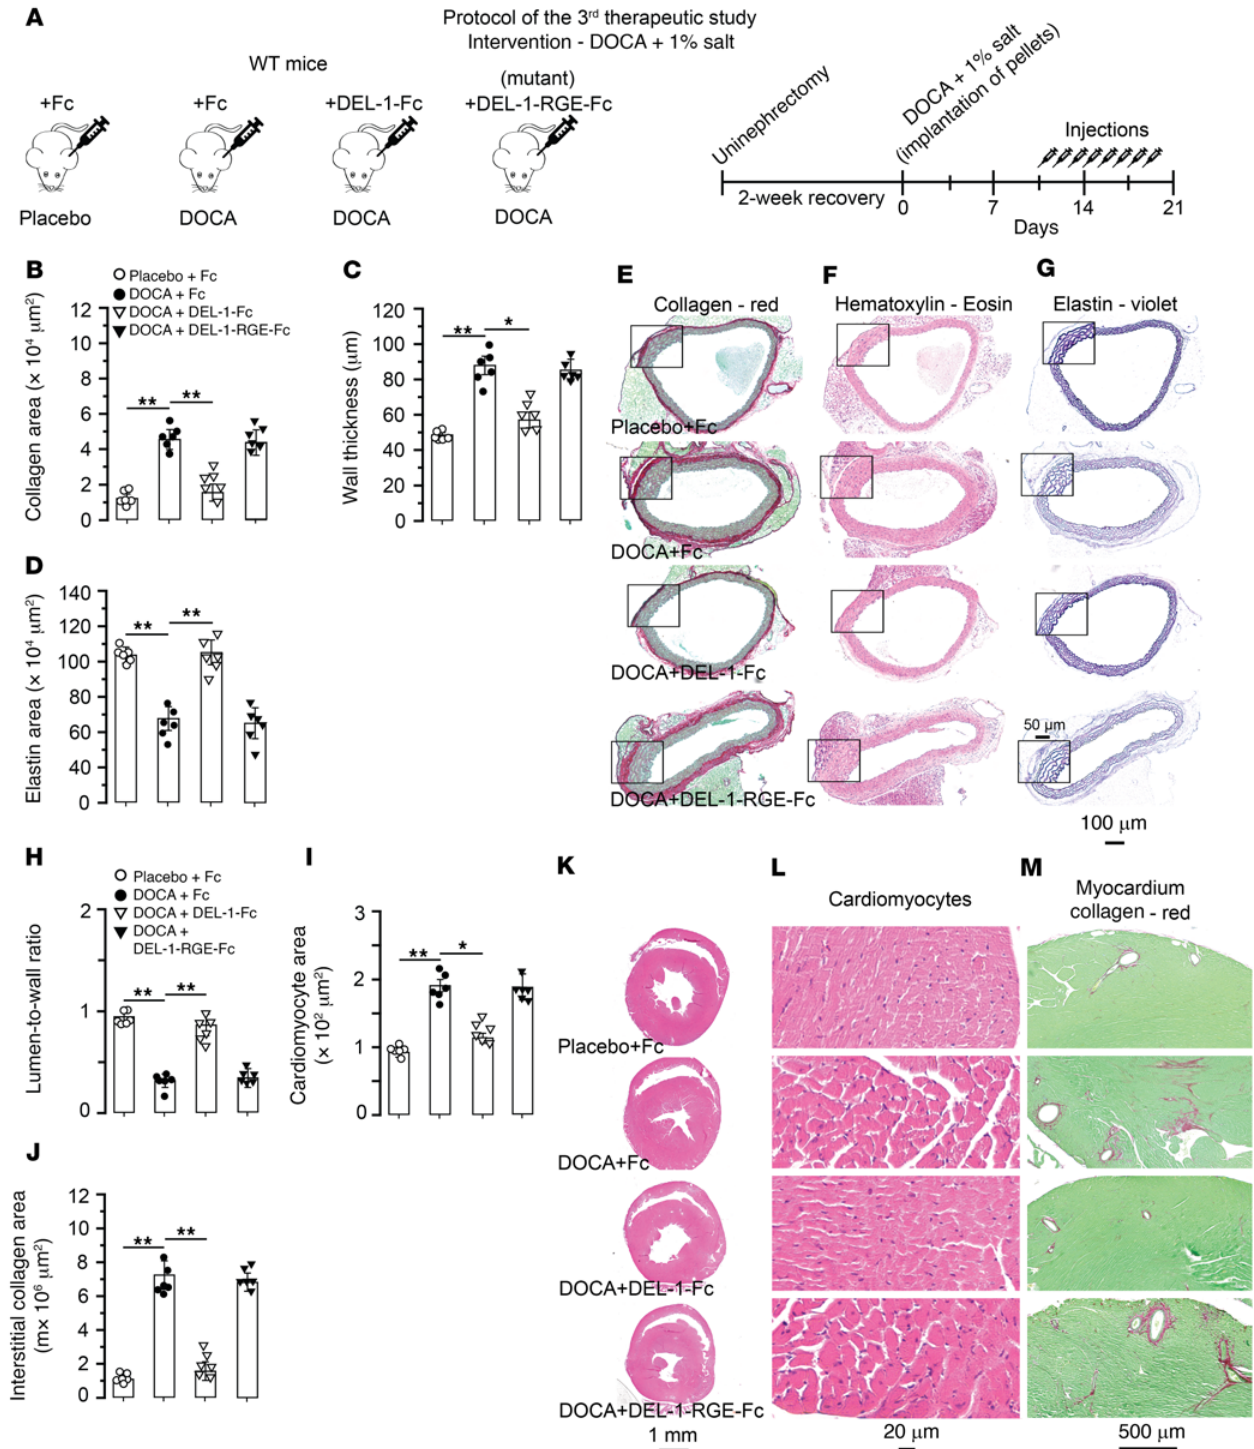 A
Protocol of the 3rd therapeutic study
Intervention - DOCA + 1% salt
WT mice
(mutant)
+Fc
+Fc
+DEL-1-Fc
+DEL-1-RGE-Fc
Placebo
DOCA
DOCA
DOCA
Uninephrectomy
DOCA + 1% salt
(implantation of pellets)
Injections
2-week recovery
0
7
14
21
Days
B
Placebo + Fc
DOCA + Fc
DOCA + DEL-1-Fc
DOCA + DEL-1-RGE-Fc
Collagen area (× 10⁴ μm²)
12
10
8
6
4
2
0
**
**
C
Wall thickness (μm)
120
100
80
60
40
20
0
**
*
D
Elastin area (× 10⁴ μm²)
140
120
100
80
60
40
20
0
**
**
E
Collagen - red
F
Hematoxylin - Eosin
G
Elastin - violet
Placebo+Fc
DOCA+Fc
DOCA+DEL-1-Fc
DOCA+DEL-1-RGE-Fc
50 μm
100 μm
H
Placebo + Fc
DOCA + Fc
DOCA + DEL-1-Fc
DOCA +
DEL-1-RGE-Fc
Lumen-to-wall ratio
2
1
0
**
**
I
Cardiomyocyte area
(× 10² μm²)
3
2
1
0
**
*
J
Interstitial collagen area
(m× 10⁶ μm²)
12
10
8
6
4
2
0
**
**
K
Placebo+Fc
DOCA+Fc
DOCA+DEL-1-Fc
DOCA+DEL-1-RGE-Fc
1 mm
L
Cardiomyocytes
20 μm
M
Myocardium
collagen - red
500 μm